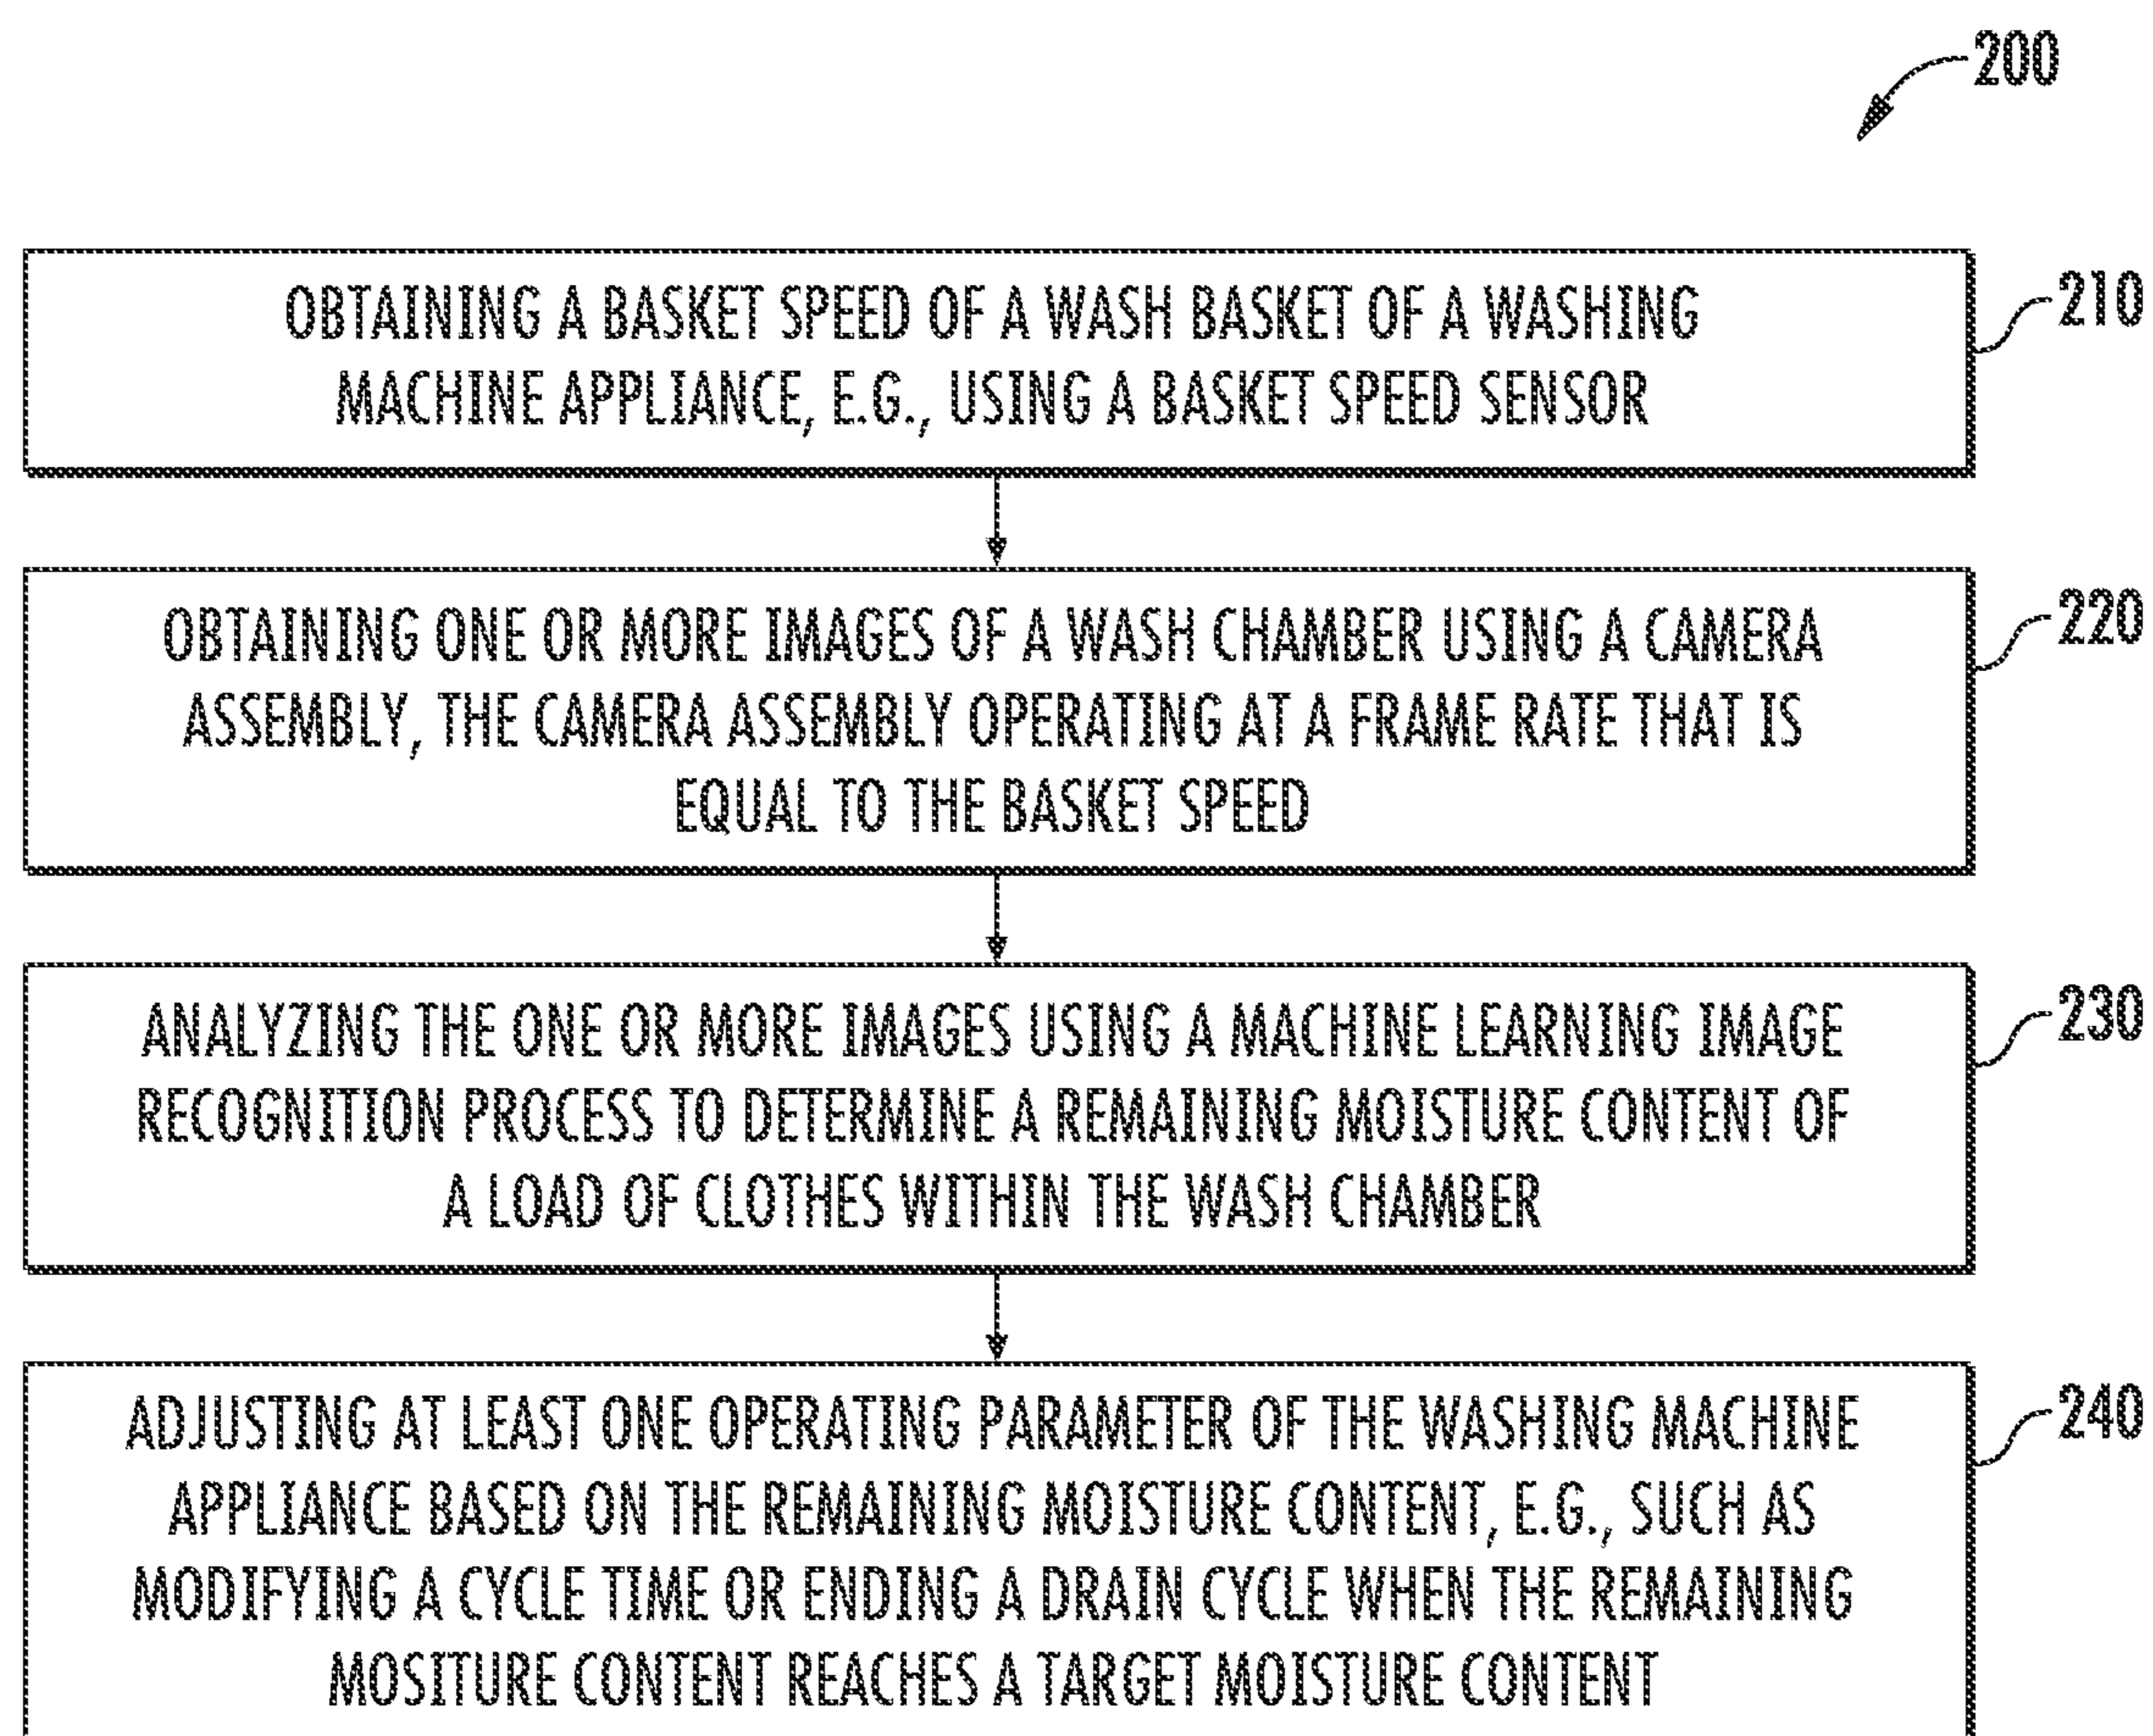 200
OBTAINING A BASKET SPEED OF A WASH BASKET OF A WASHING
MACHINE APPLIANCE, E.G., USING A BASKET SPEED SENSOR
210
OBTAINING ONE OR MORE IMAGES OF A WASH CHAMBER USING A CAMERA
ASSEMBLY, THE CAMERA ASSEMBLY OPERATING AT A FRAME RATE THAT IS
EQUAL TO THE BASKET SPEED
220
ANALYZING THE ONE OR MORE IMAGES USING A MACHINE LEARNING IMAGE
RECOGNITION PROCESS TO DETERMINE A REMAINING MOISTURE CONTENT OF
A LOAD OF CLOTHES WITHIN THE WASH CHAMBER
230
ADJUSTING AT LEAST ONE OPERATING PARAMETER OF THE WASHING MACHINE
APPLIANCE BASED ON THE REMAINING MOISTURE CONTENT, E.G., SUCH AS
MODIFYING A CYCLE TIME OR ENDING A DRAIN CYCLE WHEN THE REMAINING
MOSITURE CONTENT REACHES A TARGET MOISTURE CONTENT
240